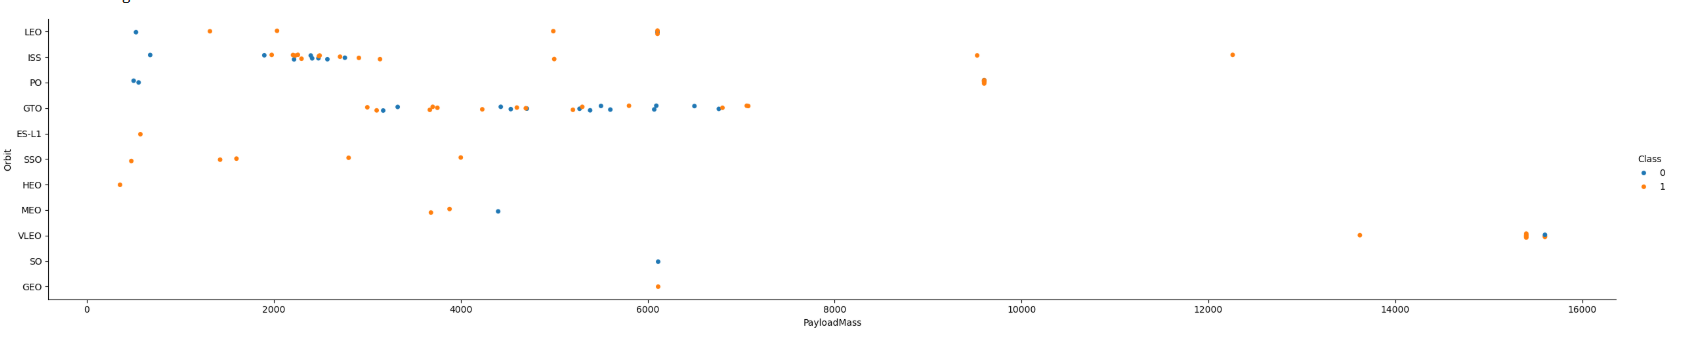 LEO
ISS
PO
GTO
ES-L1
SSO
HEO
MEO
VLEO
SO
GEO
Orbit
0 2000 4000 6000 8000 10000 12000 14000 16000
PayloadMass
Class
0
1